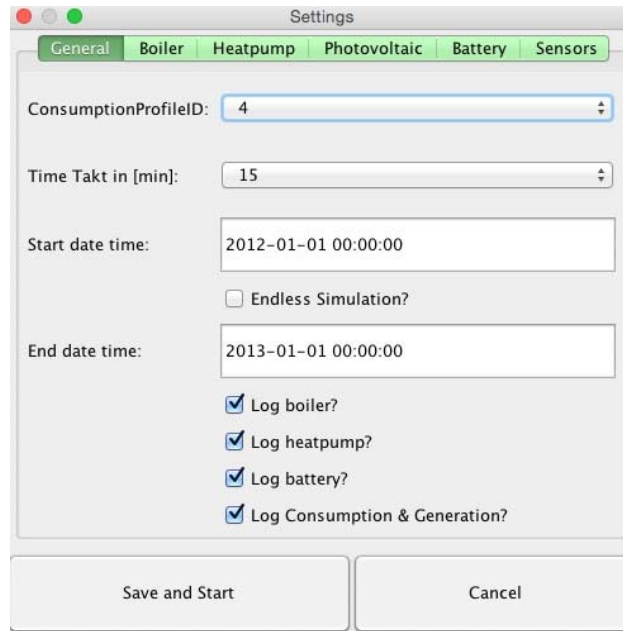 Settings
General Boiler Heatpump Photovoltaic Battery Sensors
ConsumptionProfileID: 4
Time Takt in [min]: 15
Start date time: 2012-01-01 00:00:00
Endless Simulation?
End date time: 2013-01-01 00:00:00
Log boiler?
Log heatpump?
Log battery?
Log Consumption & Generation?
Save and Start Cancel